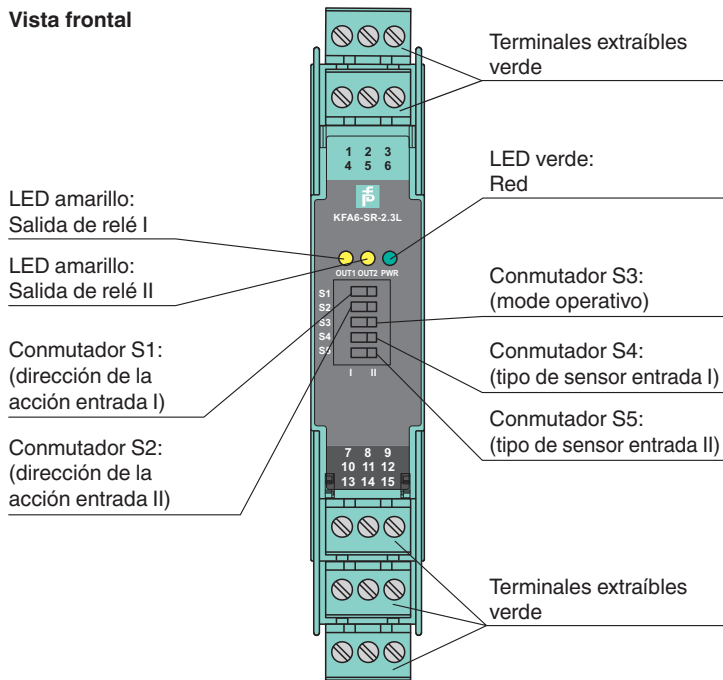 Vista frontal
Terminales extraíbles
verde
1 2 3
4 5 6
LED verde:
Red
KFA6-SR-2.3L
LED amarillo:
Salida de relé I
LED amarillo:
Salida de relé II
OUT1 OUT2 PWR
S1
S2
S3
S4
S5
I II
Conmutador S3:
(mode operativo)
Conmutador S1:
(dirección de la
acción entrada I)
Conmutador S4:
(tipo de sensor entrada I)
Conmutador S5:
(tipo de sensor entrada II)
Conmutador S2:
(dirección de la
acción entrada II)
7 8 9
10 11 12
13 14 15
Terminales extraíbles
verde